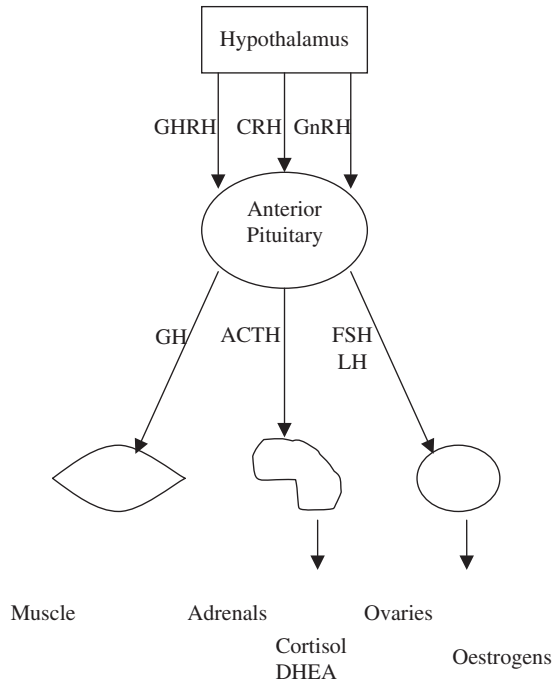 Hypothalamus
GHRH CRH GnRH
Anterior
Pituitary
GH ACTH FSH
LH
Muscle Adrenals Ovaries
Cortisol
DHEA
Oestrogens